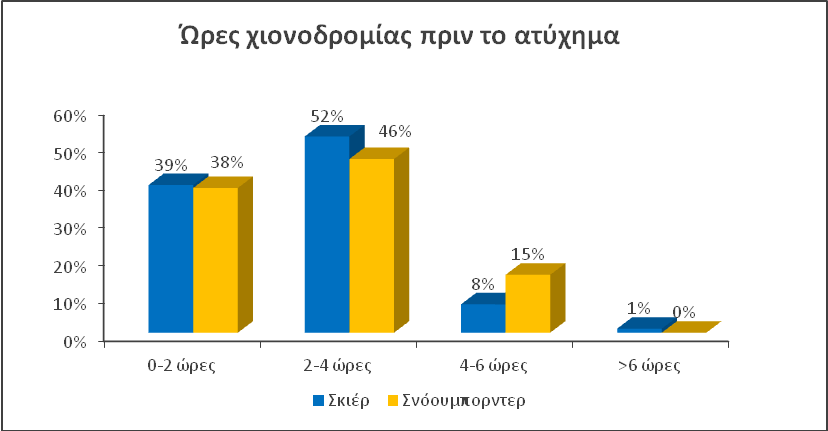 Ώρες χιονοδρομίας πριν το ατύχημα
60%
50%
40%
30%
20%
10%
0%
39%
38%
52%
46%
8%
15%
1%
0%
0-2 ώρες
2-4 ώρες
4-6 ώρες
>6 ώρες
Σκιέρ
Σνόουμπορντερ